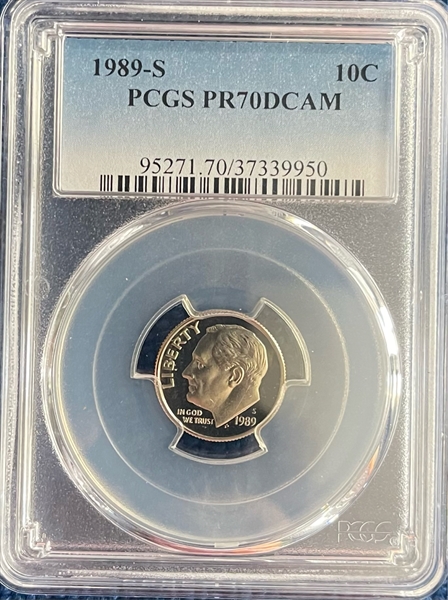 1989-S 10C
PCGS PR70DCAM
95271.70/37339950
LIBERTY
IN GOD
WE TRUST
S
1989
PCGS